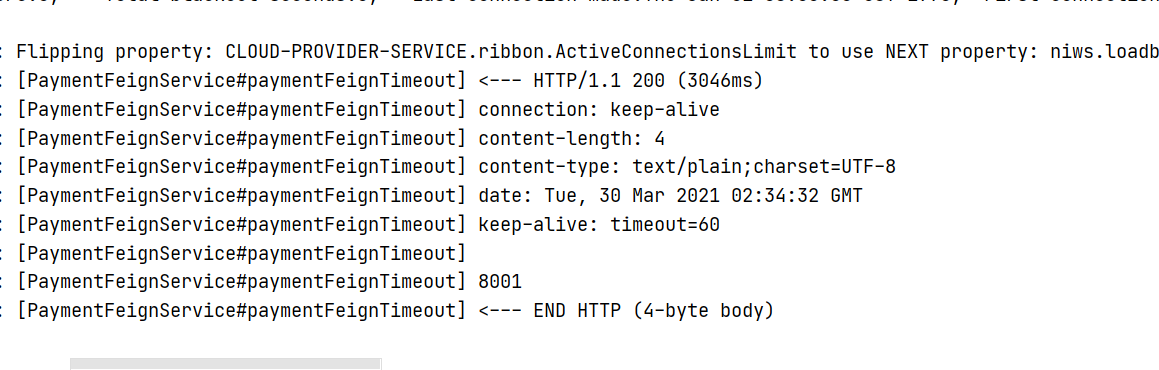 : Flipping property: CLOUD-PROVIDER-SERVICE.ribbon.ActiveConnectionsLimit to use NEXT property: niws.loadb
: [PaymentFeignService#paymentFeignTimeout] <--- HTTP/1.1 200 (3046ms)
: [PaymentFeignService#paymentFeignTimeout] connection: keep-alive
: [PaymentFeignService#paymentFeignTimeout] content-length: 4
: [PaymentFeignService#paymentFeignTimeout] content-type: text/plain;charset=UTF-8
: [PaymentFeignService#paymentFeignTimeout] date: Tue, 30 Mar 2021 02:34:32 GMT
: [PaymentFeignService#paymentFeignTimeout] keep-alive: timeout=60
: [PaymentFeignService#paymentFeignTimeout]
: [PaymentFeignService#paymentFeignTimeout] 8001
: [PaymentFeignService#paymentFeignTimeout] <--- END HTTP (4-byte body)